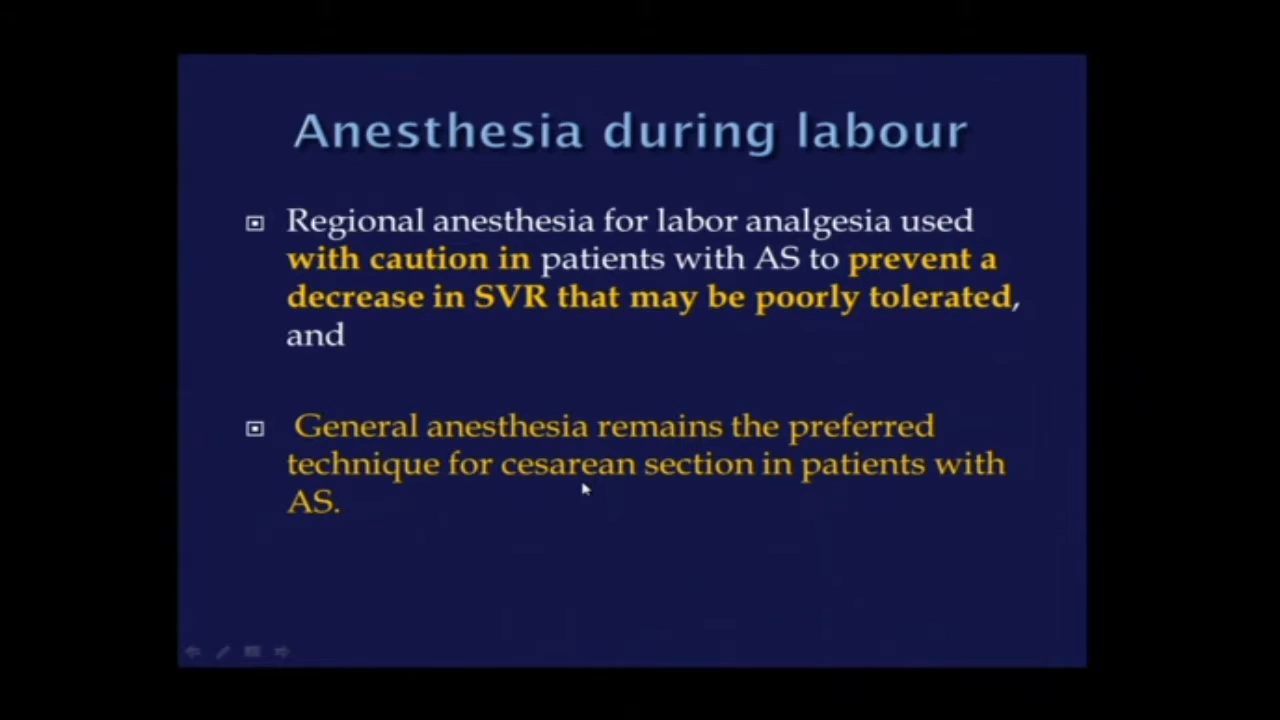 Anesthesia during labour
Regional anesthesia for labor analgesia used
with caution in patients with AS to prevent a
decrease in SVR that may be poorly tolerated,
and
General anesthesia remains the preferred
technique for cesarean section in patients with
AS.